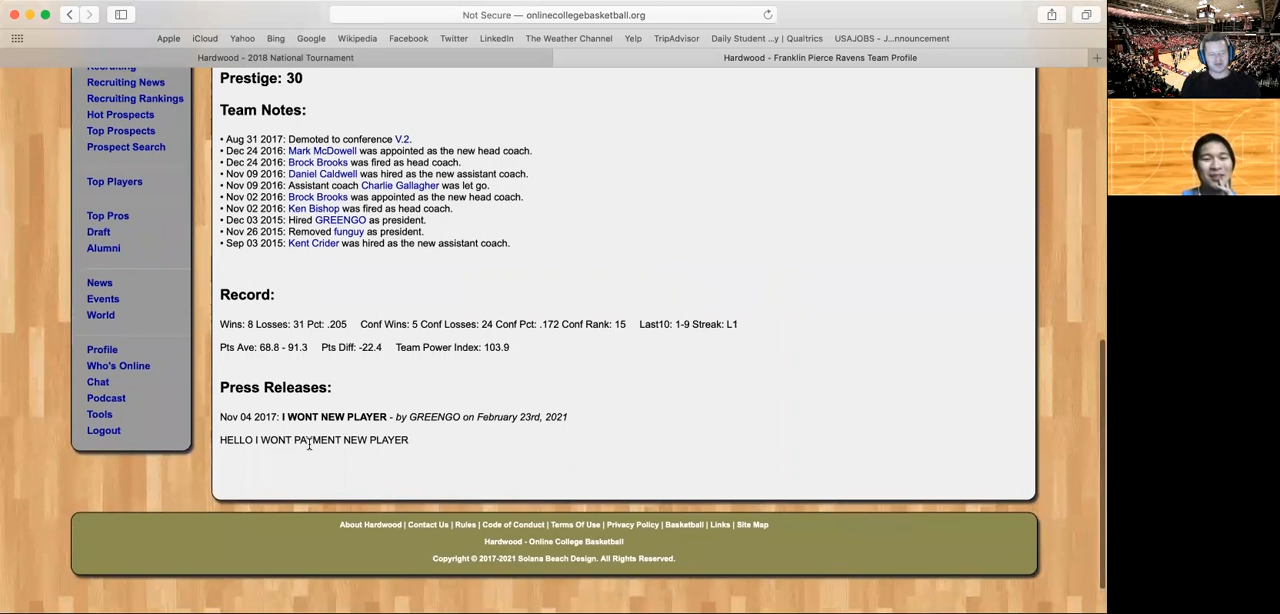 Not Secure — onlinecollegebasketball.org
Apple iCloud Yahoo Bing Google Wikipedia Facebook Twitter LinkedIn The Weather Channel Yelp TripAdvisor Daily Student ...y | Qualtrics USAJOBS - J...nnouncement
Hardwood - 2018 National Tournament
Hardwood - Franklin Pierce Ravens Team Profile
Recruiting
Recruiting News
Recruiting Rankings
Hot Prospects
Top Prospects
Prospect Search
Top Players
Top Pros
Draft
Alumni
News
Events
World
Profile
Who's Online
Chat
Podcast
Tools
Logout
Prestige: 30
Team Notes:
• Aug 31 2017: Demoted to conference V.2.
• Dec 24 2016: Mark McDowell was appointed as the new head coach.
• Dec 24 2016: Brock Brooks was fired as head coach.
• Nov 09 2016: Daniel Caldwell was hired as the new assistant coach.
• Nov 09 2016: Assistant coach Charlie Gallagher was let go.
• Nov 02 2016: Brock Brooks was appointed as the new head coach.
• Nov 02 2016: Ken Bishop was fired as head coach.
• Dec 03 2015: Hired GREENGO as president.
• Nov 26 2015: Removed funguy as president.
• Sep 03 2015: Kent Crider was hired as the new assistant coach.
Record:
Wins: 8 Losses: 31 Pct: .205 Conf Wins: 5 Conf Losses: 24 Conf Pct: .172 Conf Rank: 15 Last10: 1-9 Streak: L1
Pts Ave: 68.8 - 91.3 Pts Diff: -22.4 Team Power Index: 103.9
Press Releases:
Nov 04 2017: I WONT NEW PLAYER - by GREENGO on February 23rd, 2021
HELLO I WONT PAYMENT NEW PLAYER
About Hardwood | Contact Us | Rules | Code of Conduct | Terms Of Use | Privacy Policy | Basketball | Links | Site Map
Hardwood - Online College Basketball
Copyright © 2017-2021 Solana Beach Design. All Rights Reserved.